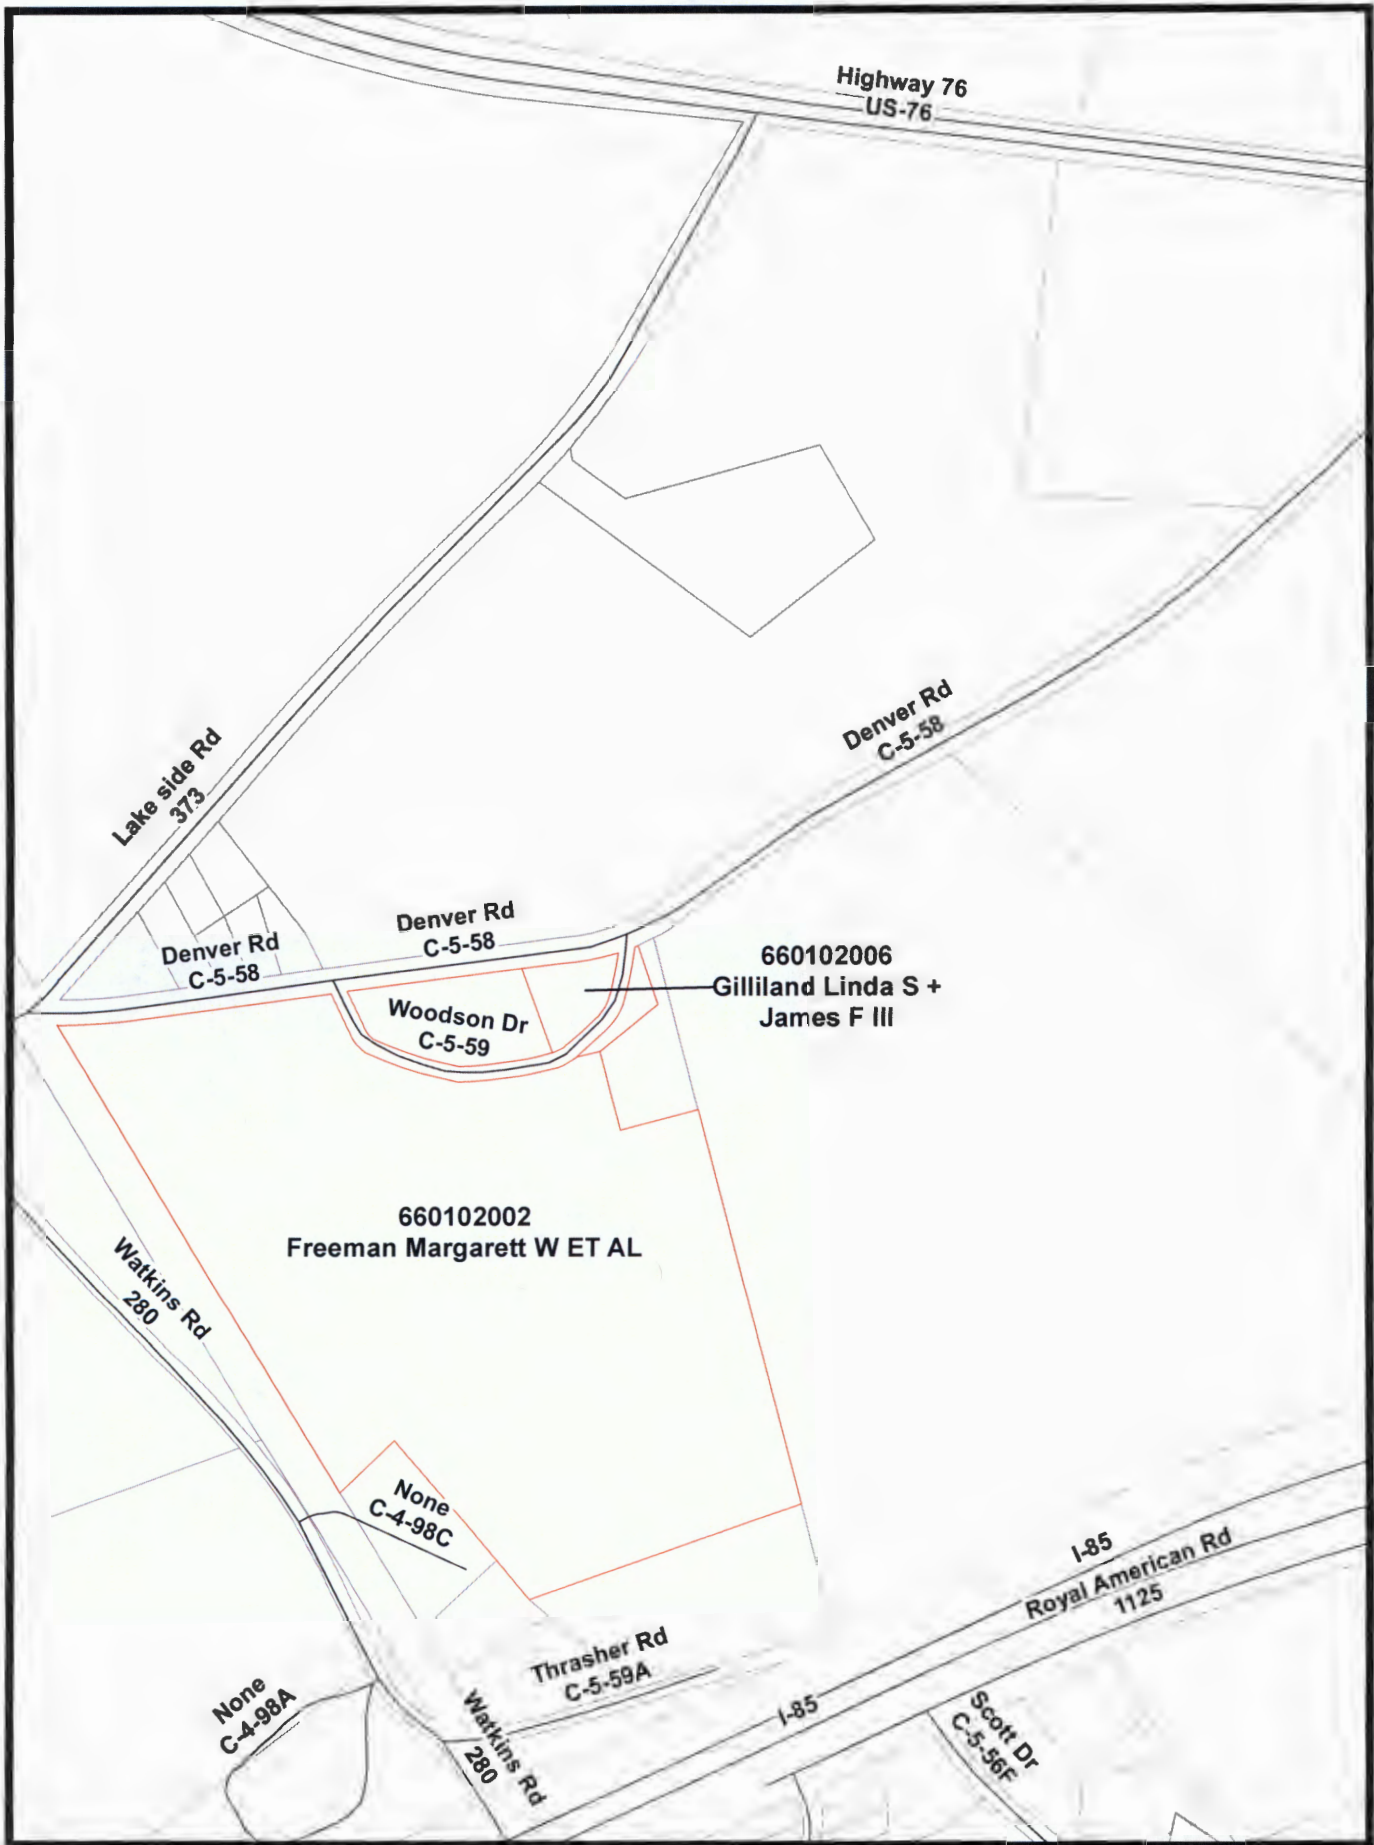 Highway 76
US-76
Denver Rd
C-5-58
Lake side Rd
373
Denver Rd
C-5-58
Denver Rd
C-5-58
660102006
Gilliland Linda S +
James F III
Woodson Dr
C-5-59
660102002
Freeman Margarett W ET AL
Watkins Rd
280
None
C-4-98C
I-85
Royal American Rd
1125
Thrasher Rd
C-5-59A
None
C-4-98A
Watkins Rd
280
I-85
Scott Dr
C-5-56F